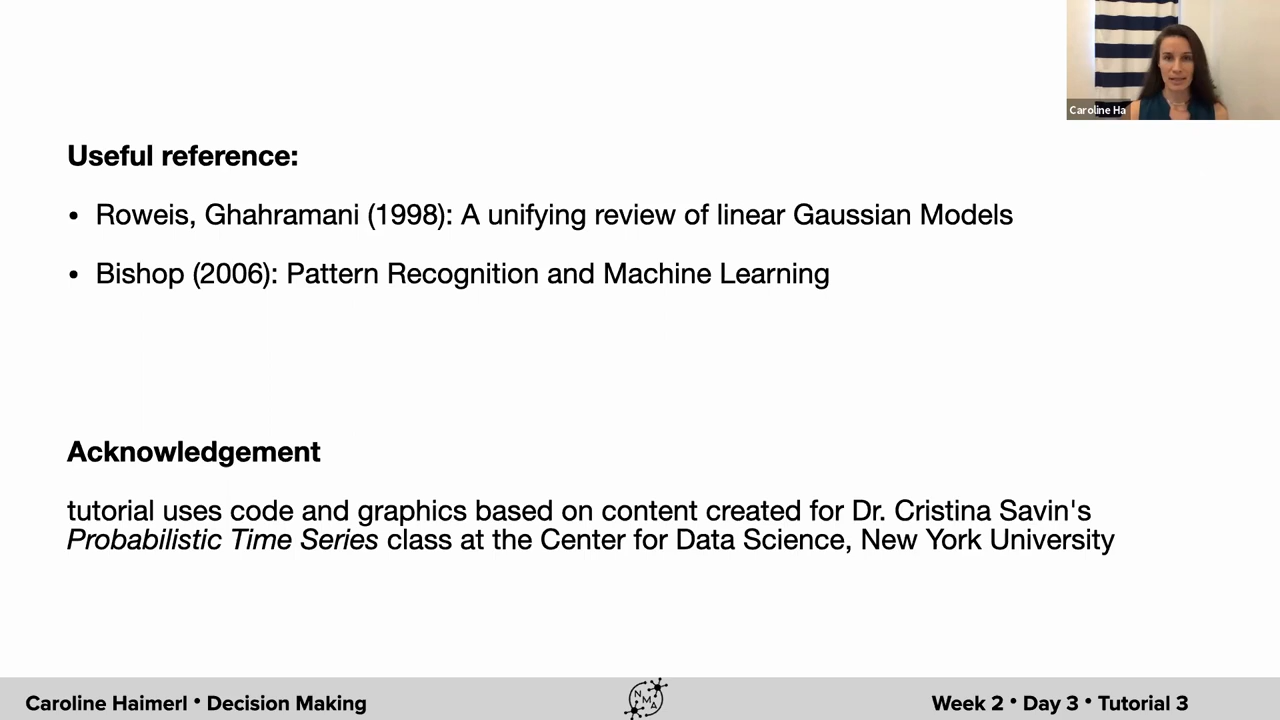 Caroline Ha
Useful reference:
• Roweis, Ghahramani (1998): A unifying review of linear Gaussian Models
• Bishop (2006): Pattern Recognition and Machine Learning
Acknowledgement
tutorial uses code and graphics based on content created for Dr. Cristina Savin's
Probabilistic Time Series class at the Center for Data Science, New York University
Caroline Haimerl • Decision Making
NMA
Week 2 • Day 3 • Tutorial 3